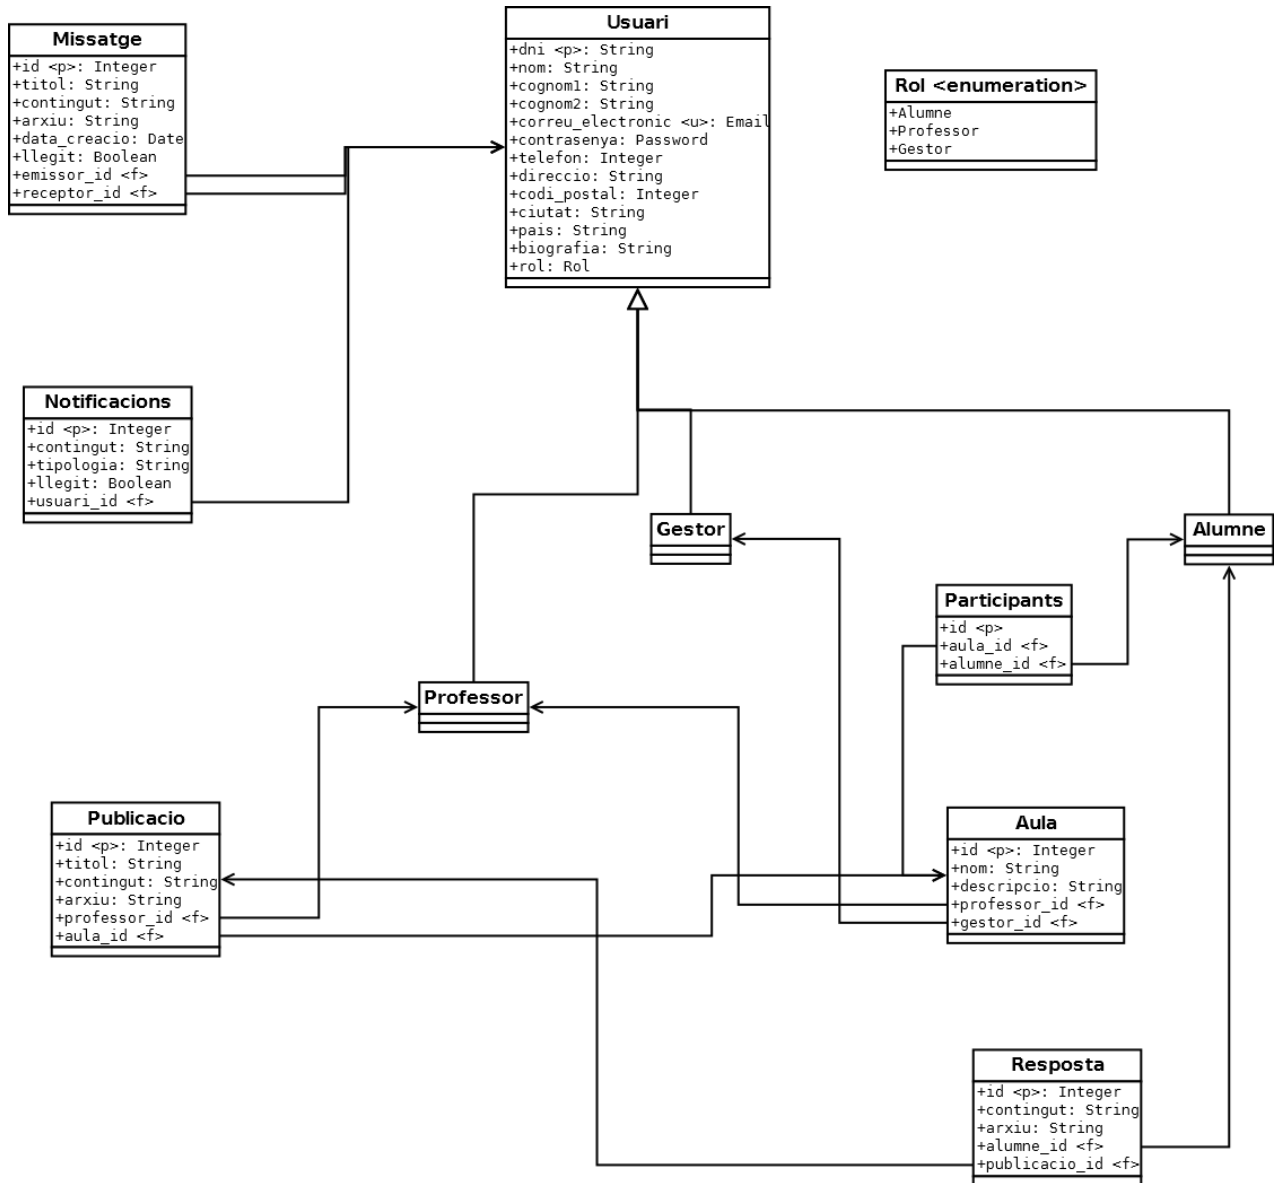 Missatge
+id <p>: Integer
+titol: String
+contingut: String
+arxiu: String
+data_creacio: Date
+llegit: Boolean
+emissor_id <f>
+receptor_id <f>
Usuari
+dni <p>: String
+nom: String
+cognom1: String
+cognom2: String
+correu_electronic <u>: Email
+contrasenya: Password
+telefon: Integer
+direccio: String
+codi_postal: Integer
+ciutat: String
+pais: String
+biografia: String
+rol: Rol
Rol <enumeration>
+Alumne
+Professor
+Gestor
Notificacions
+id <p>: Integer
+contingut: String
+tipologia: String
+llegit: Boolean
+usuari_id <f>
Gestor
Alumne
Participants
+id <p>
+aula_id <f>
+alumne_id <f>
Professor
Publicacio
+id <p>: Integer
+titol: String
+contingut: String
+arxiu: String
+professor_id <f>
+aula_id <f>
Aula
+id <p>: Integer
+nom: String
+descripcio: String
+professor_id <f>
+gestor_id <f>
Resposta
+id <p>: Integer
+contingut: String
+arxiu: String
+alumne_id <f>
+publicacio_id <f>